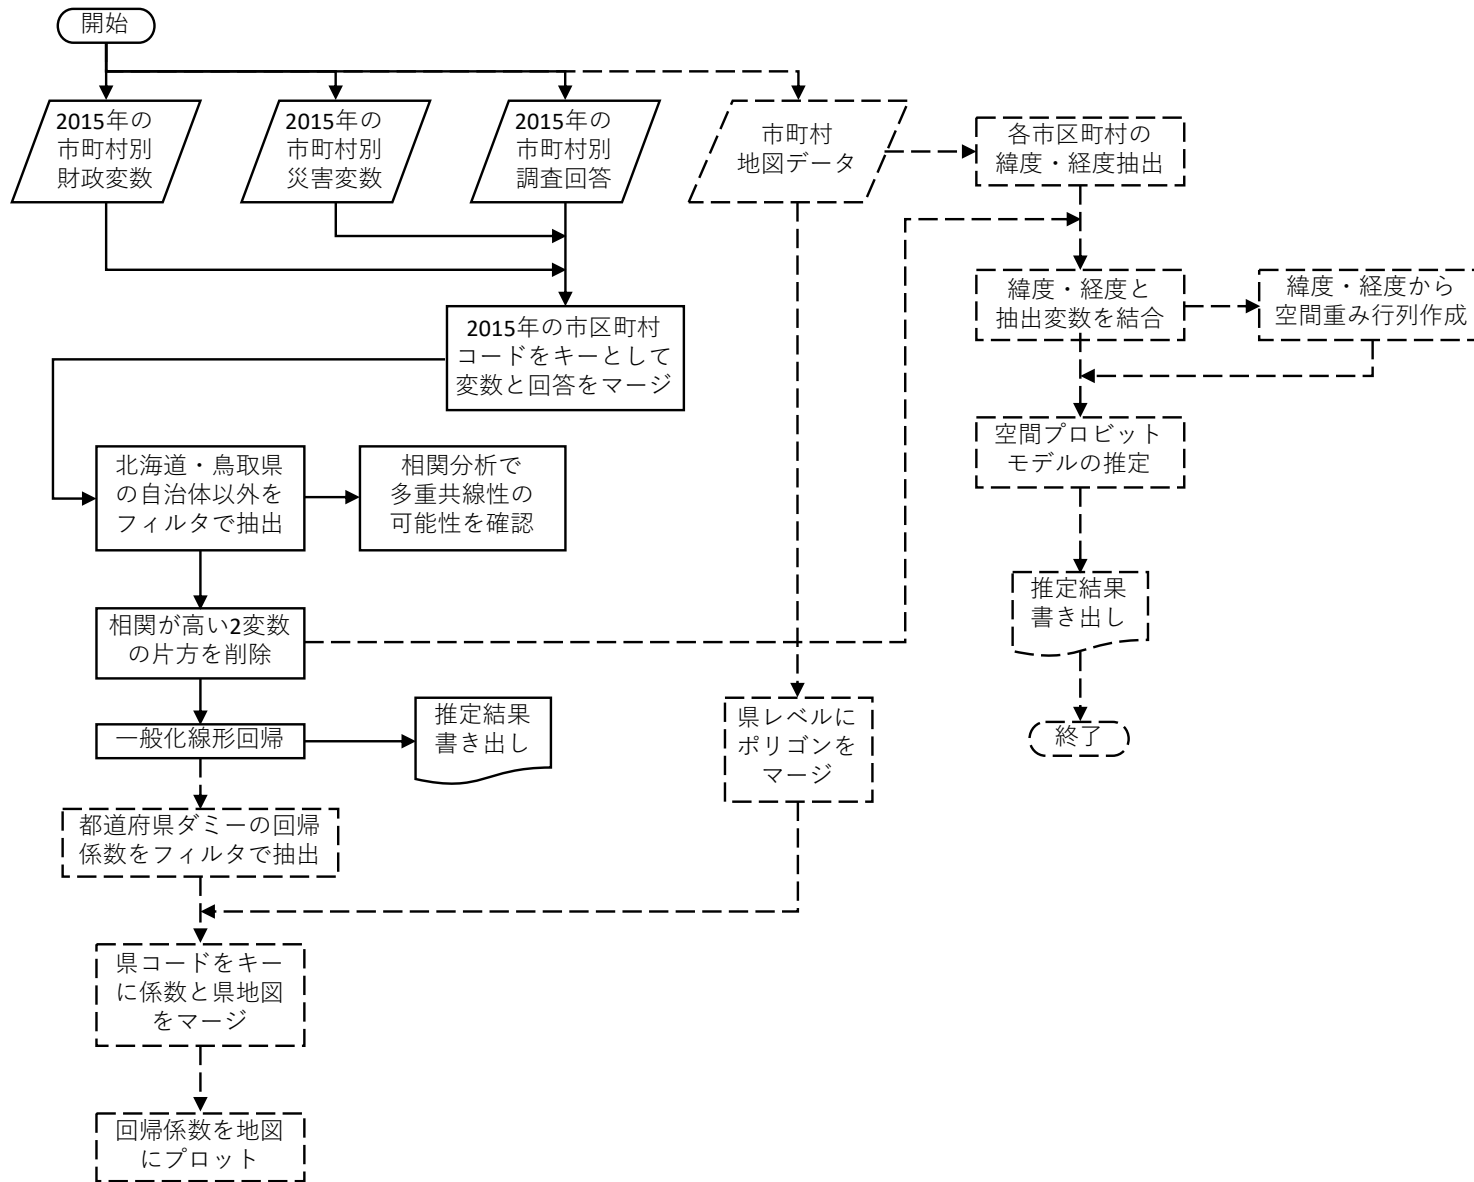 開始
2015年の
市町村別
財政変数
2015年の
市町村別
災害変数
2015年の
市町村別
調査回答
市町村
地図データ
各市区町村の
緯度・経度抽出
緯度・経度と
抽出変数を結合
緯度・経度から
空間重み行列作成
2015年の市区町村
コードをキーとして
変数と回答をマージ
北海道・鳥取県
の自治体以外を
フィルタで抽出
相関分析で
多重共線性の
可能性を確認
空間プロビット
モデルの推定
相関が高い2変数
の片方を削除
推定結果
書き出し
一般化線形回帰
推定結果
書き出し
県レベルに
ポリゴンを
マージ
終了
都道府県ダミーの回帰
係数をフィルタで抽出
県コードをキー
に係数と県地図
をマージ
回帰係数を地図
にプロット